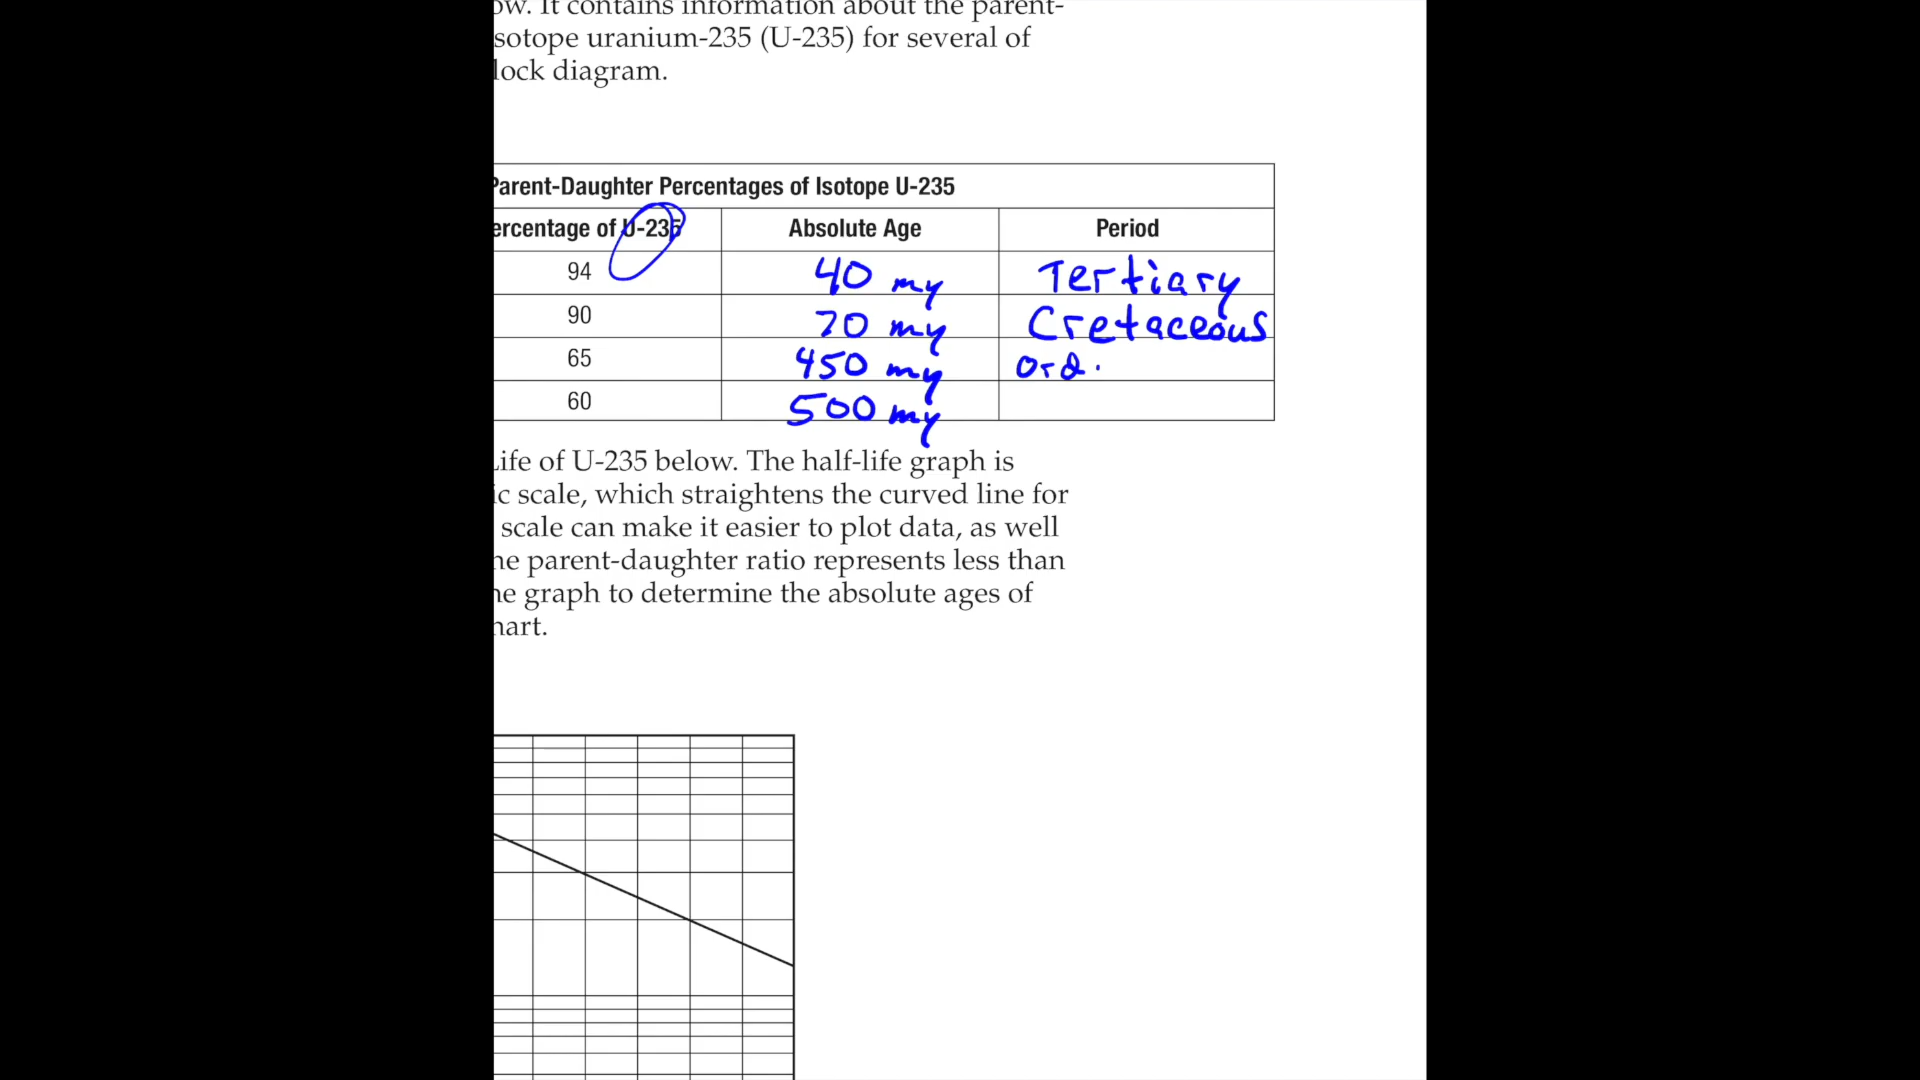 ow. It contains information about the parent-
sotope uranium-235 (U-235) for several of
lock diagram.
Parent-Daughter Percentages of Isotope U-235
ercentage of U-235 Absolute Age Period
94 40 my Tertiary
90 70 my Cretaceous
65 450 my Ord.
60 500 my
Life of U-235 below. The half-life graph is
ic scale, which straightens the curved line for
scale can make it easier to plot data, as well
he parent-daughter ratio represents less than
he graph to determine the absolute ages of
hart.